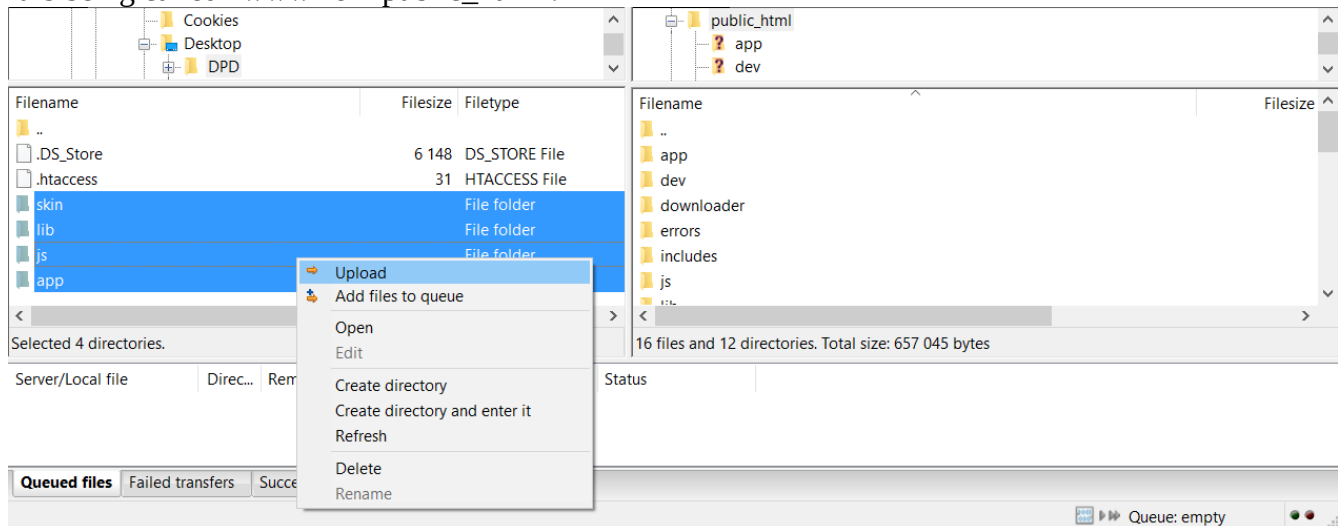 Cookies
Desktop
DPD
public_html
app
dev
Filename Filesize Filetype
..
.DS_Store 6 148 DS_STORE File
.htaccess 31 HTACCESS File
skin File folder
lib File folder
js File folder
app
Filename Filesize
..
app
dev
downloader
errors
includes
js
lib
Upload
Add files to queue
Open
Edit
Create directory
Create directory and enter it
Refresh
Delete
Rename
Selected 4 directories.
16 files and 12 directories. Total size: 657 045 bytes
Server/Local file Direc... Rem Status
Queued files Failed transfers Succe
Queue: empty